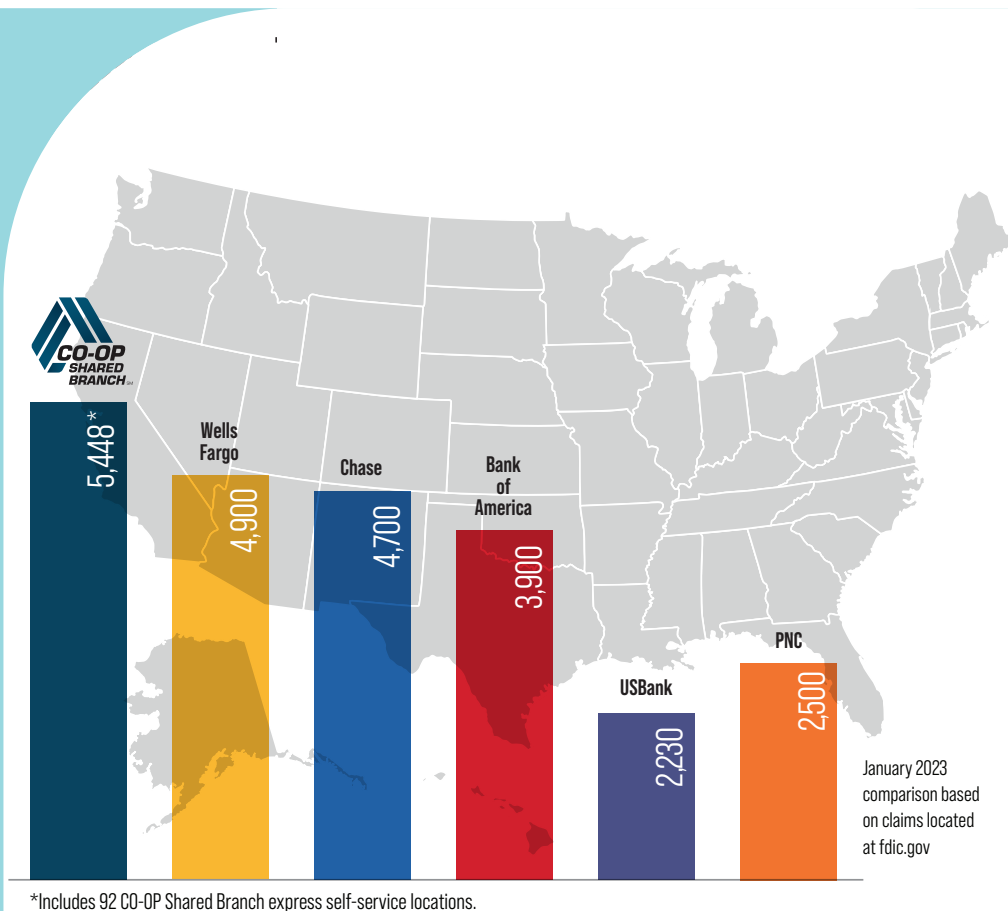 CO-OP
SHARED
BRANCH
5,448*
Wells
Fargo
4,900
Chase
4,700
Bank
of
America
3,900
USBank
2,230
PNC
2,500
January 2023
comparison based
on claims located
at fdic.gov
*Includes 92 CO-OP Shared Branch express self-service locations.